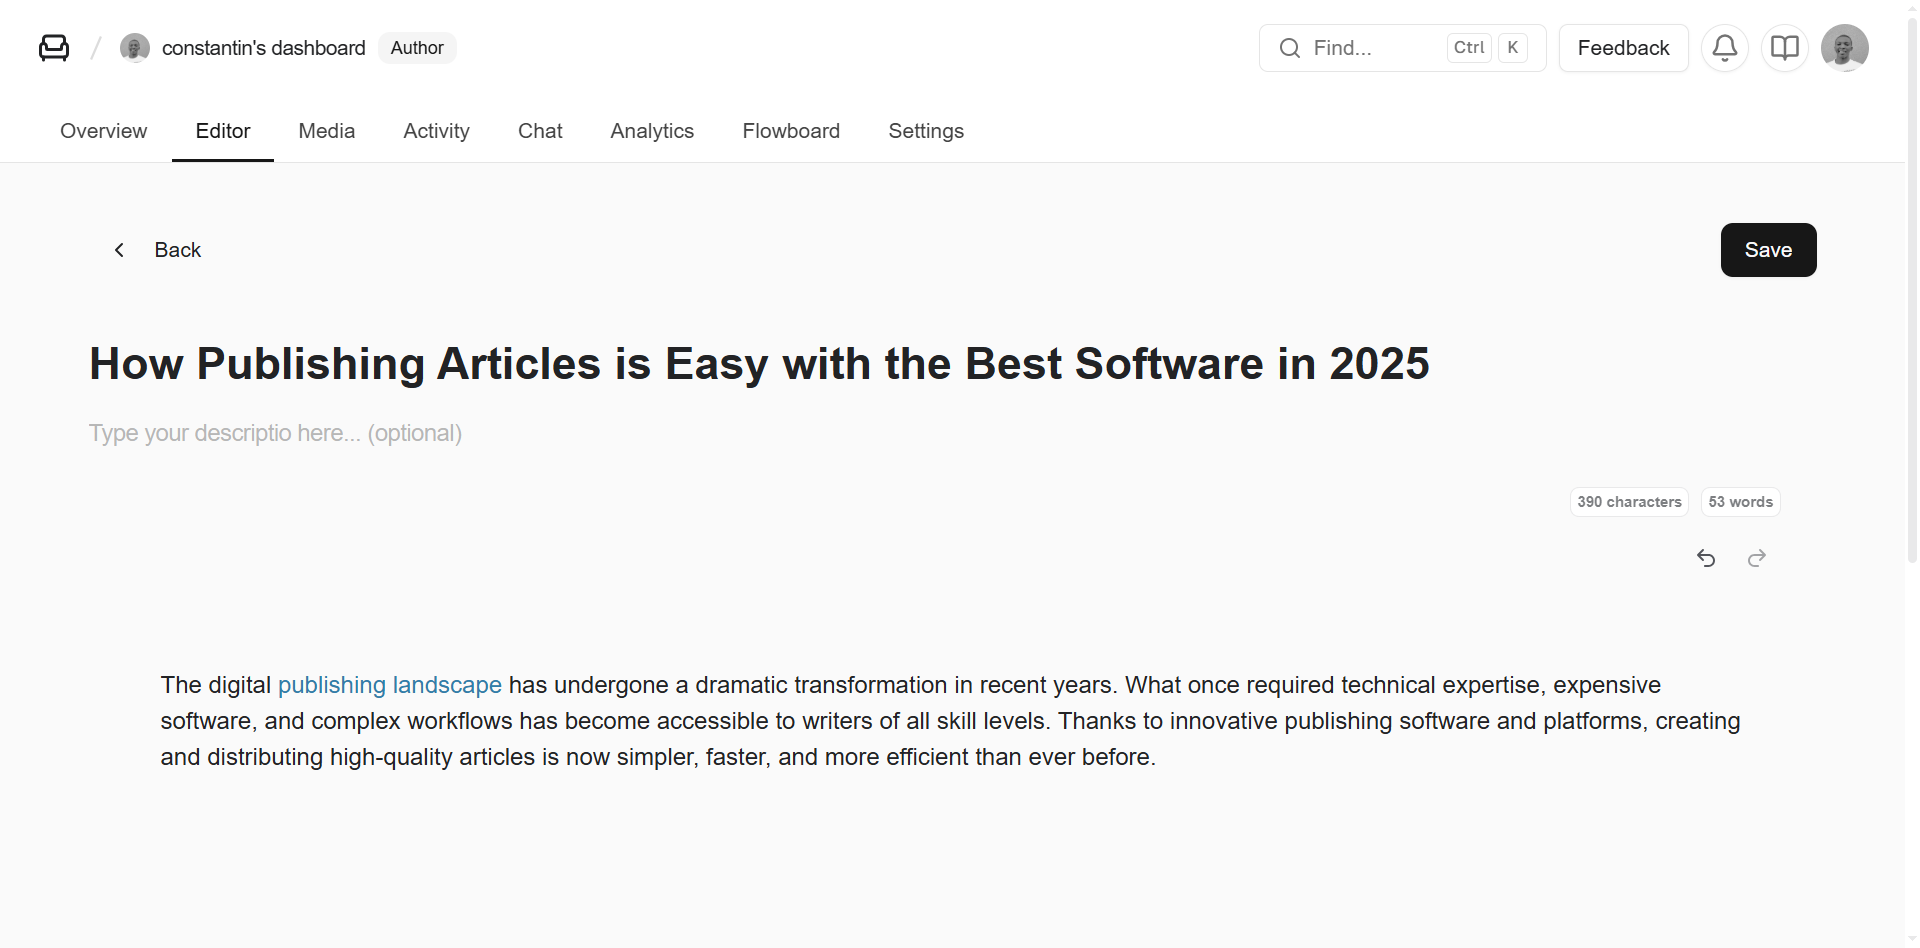 constantin's dashboard Author Find... Ctrl K Feedback
Overview Editor Media Activity Chat Analytics Flowboard Settings
Back Save
How Publishing Articles is Easy with the Best Software in 2025
Type your descriptio here... (optional)
390 characters 53 words
The digital publishing landscape has undergone a dramatic transformation in recent years. What once required technical expertise, expensive
software, and complex workflows has become accessible to writers of all skill levels. Thanks to innovative publishing software and platforms, creating
and distributing high-quality articles is now simpler, faster, and more efficient than ever before.